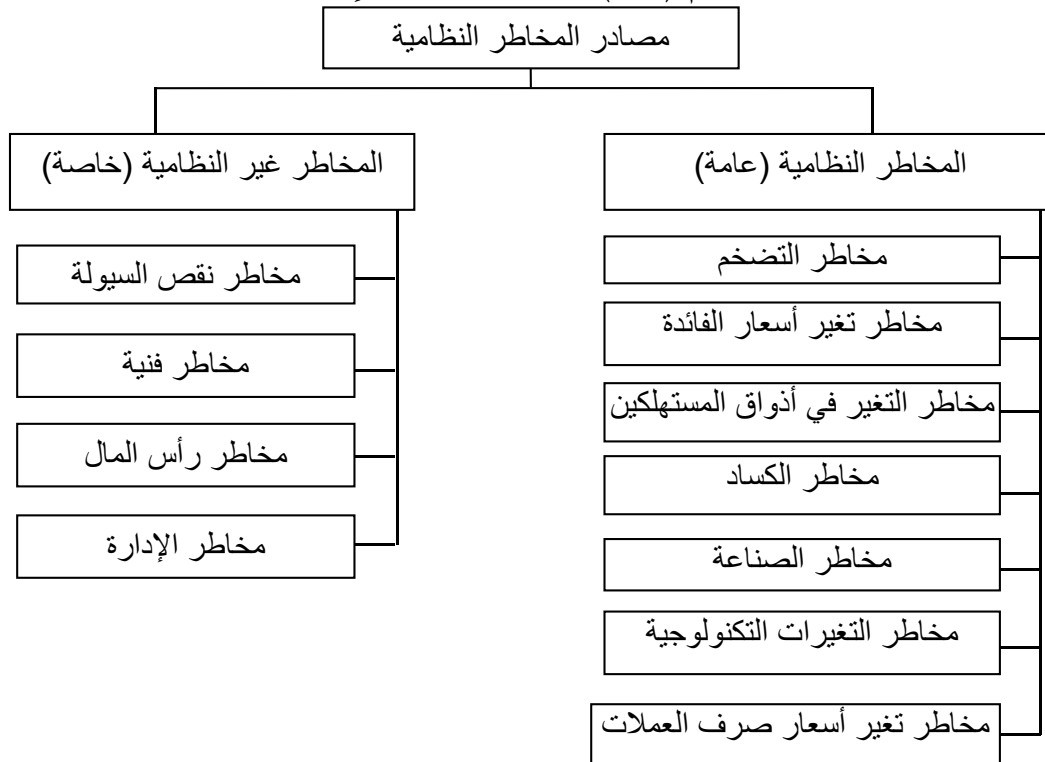 مصادر المخاطر النظامية
المخاطر النظامية (عامة)
مخاطر التضخم
مخاطر تغير أسعار الفائدة
مخاطر التغير في أذواق المستهلكين
مخاطر الكساد
مخاطر الصناعة
مخاطر التغيرات التكنولوجية
مخاطر تغير أسعار صرف العملات
المخاطر غير النظامية (خاصة)
مخاطر نقص السيولة
مخاطر فنية
مخاطر رأس المال
مخاطر الإدارة